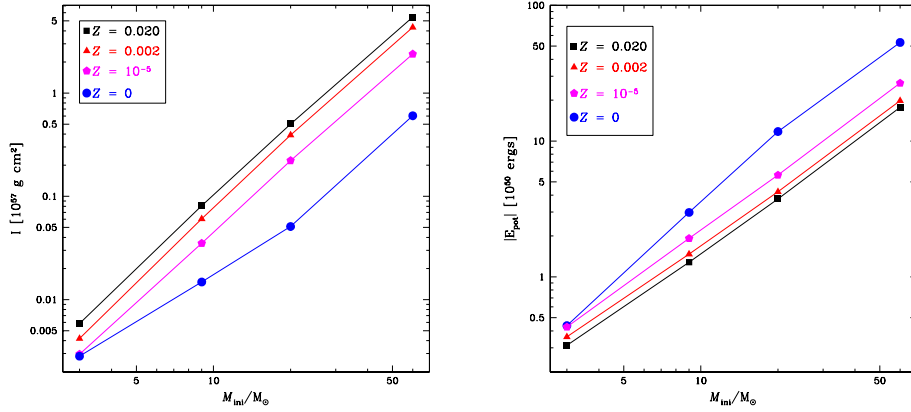 5
1
0.5
0.1
0.05
0.01
0.005
I [10⁵⁷ g cm²]
Z = 0.020
Z = 0.002
Z = 10⁻⁵
Z = 0
5
10
50
M_ini/M_⊙
100
50
10
5
1
0.5
|E_pot| [10⁵⁰ ergs]
Z = 0.020
Z = 0.002
Z = 10⁻⁵
Z = 0
5
10
50
M_ini/M_⊙